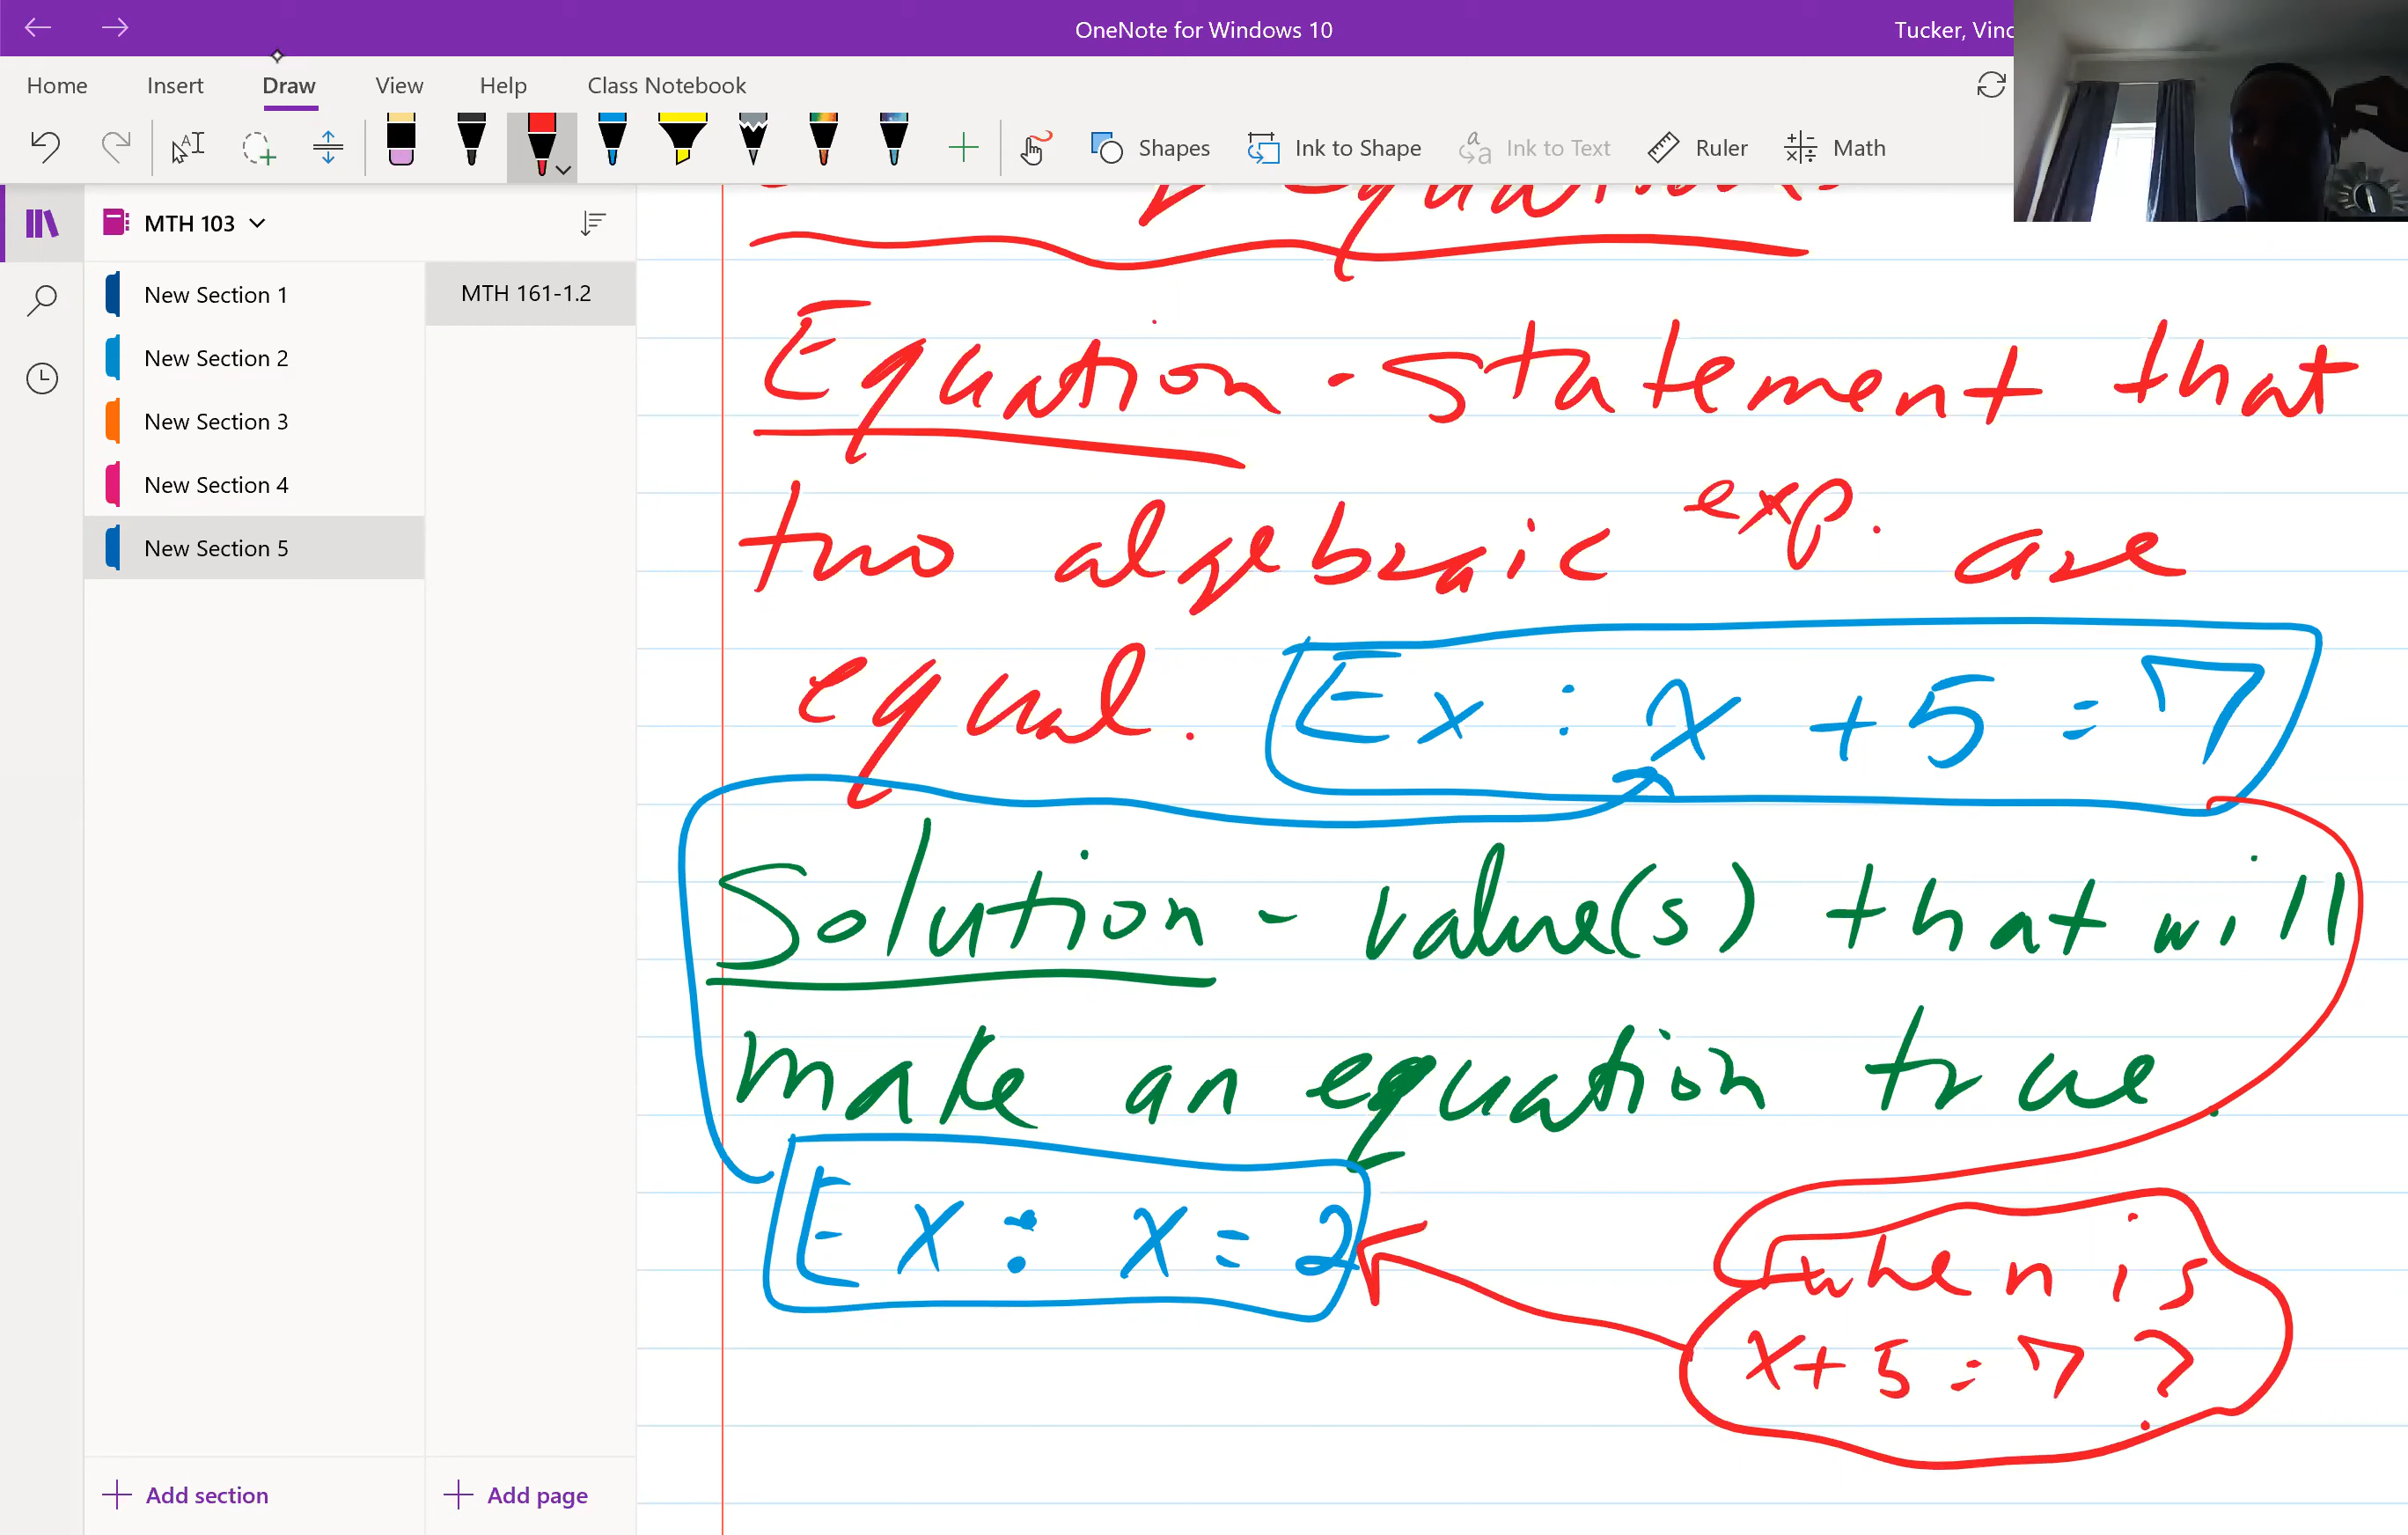 OneNote for Windows 10
Tucker, Vinc
Home Insert Draw View Help Class Notebook
Shapes Ink to Shape Ink to Text Ruler Math
MTH 103
New Section 1
New Section 2
New Section 3
New Section 4
New Section 5
MTH 161-1.2
Add section
Add page
Equation - statement that
two algebraic exp. are
equal. Ex: x + 5 = 7
Solution - value(s) that will
make an equation true.
Ex: x = 2
when is
x + 5 = 7 ?